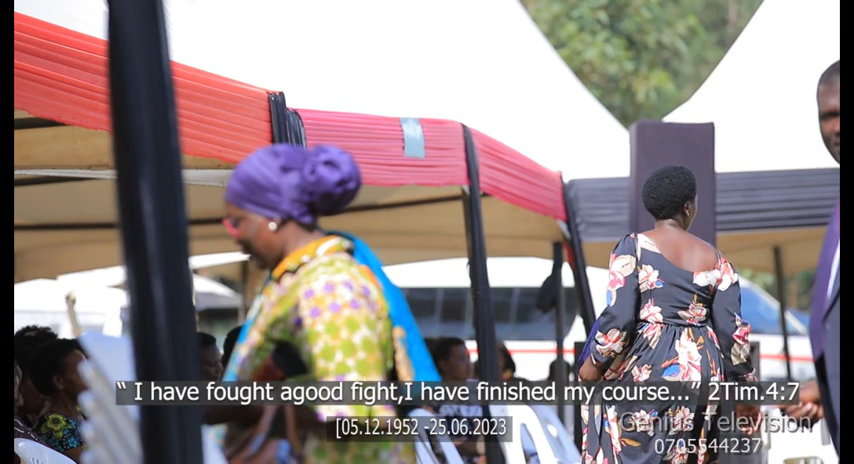 “ I have fought agood fight,I have finished my course...” 2Tim.4:7
[05.12.1952 -25.06.2023
Genius Television
0705544237